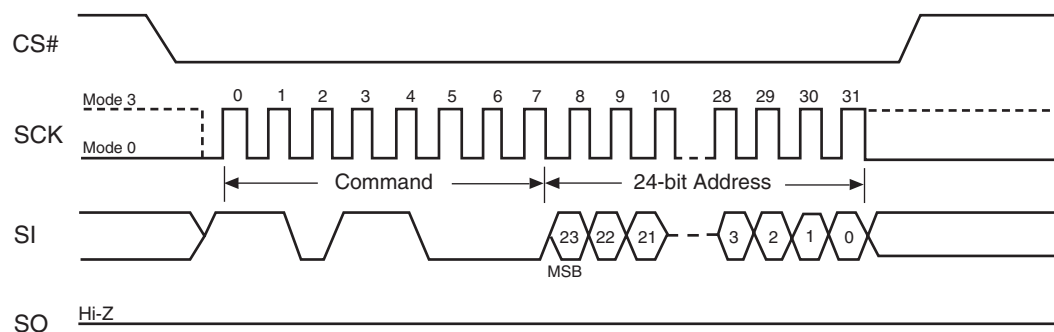 CS#
Mode 3
0 1 2 3 4 5 6 7 8 9 10 28 29 30 31
SCK
Mode 0
Command 24-bit Address
SI
23 22 21 3 2 1 0
MSB
Hi-Z
SO